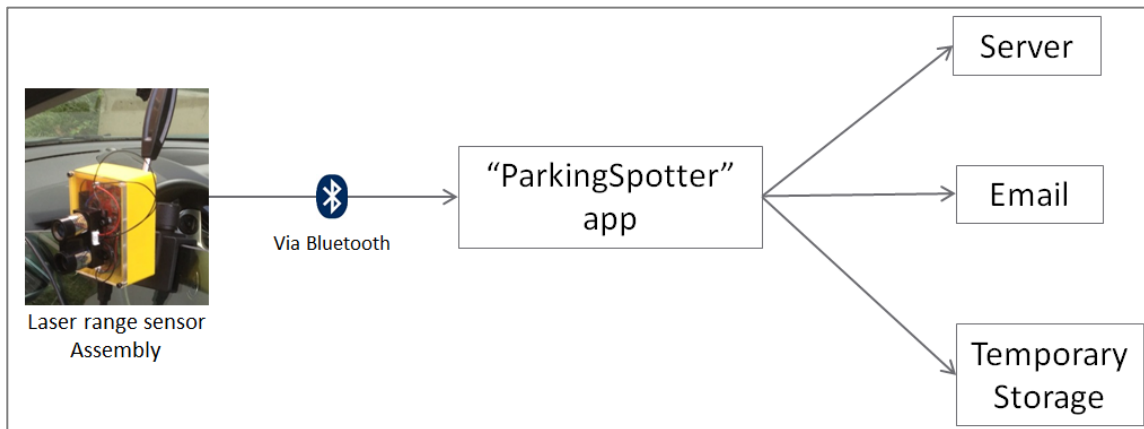 Server
“ParkingSpotter”
app
Email
Via Bluetooth
Laser range sensor
Assembly
Temporary
Storage